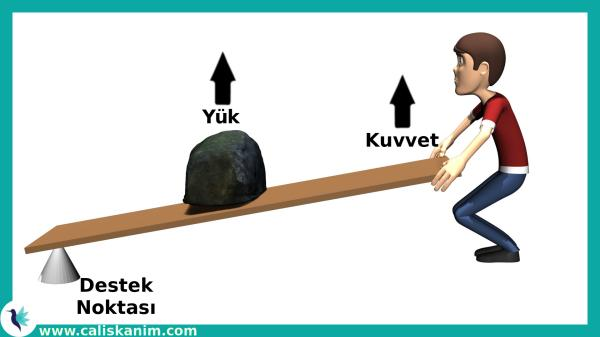 Yük
Kuvvet
Destek
Noktası
www.caliskanim.com